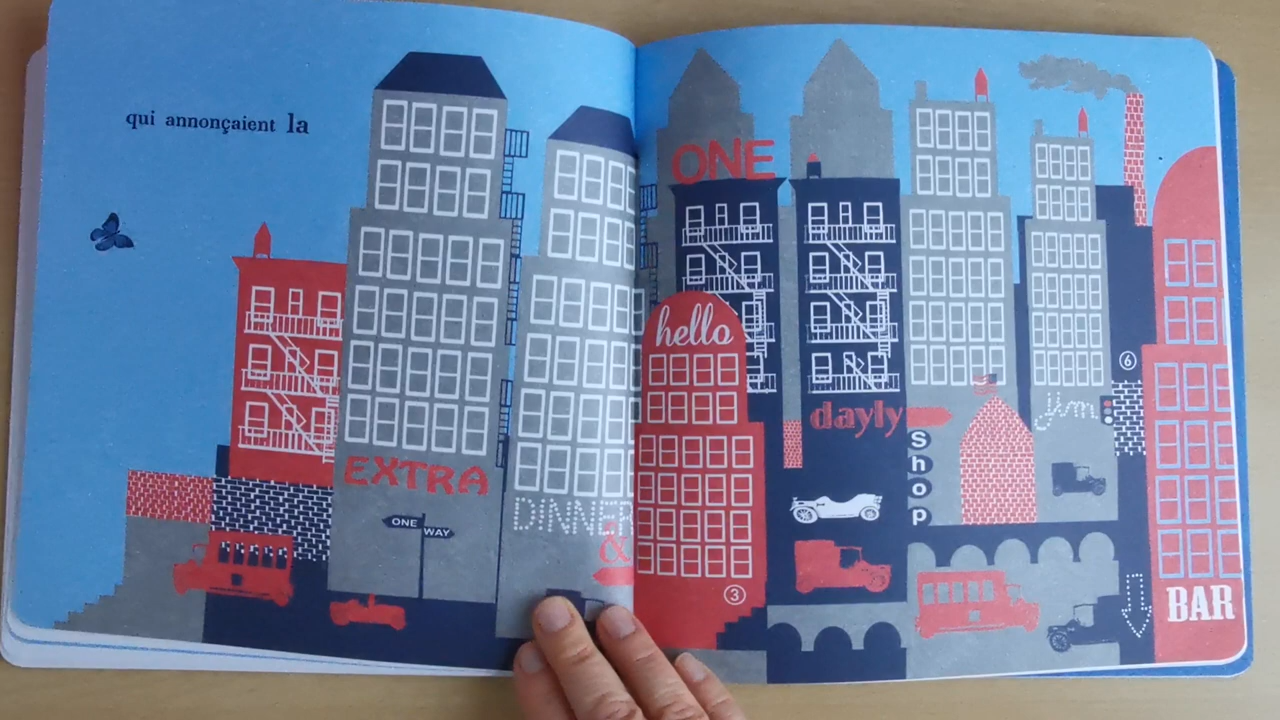 qui annonçaient la
EXTRA
ONE WAY
DINNER
&
ONE
hello
3
dayly
Shop
jim
6
BAR